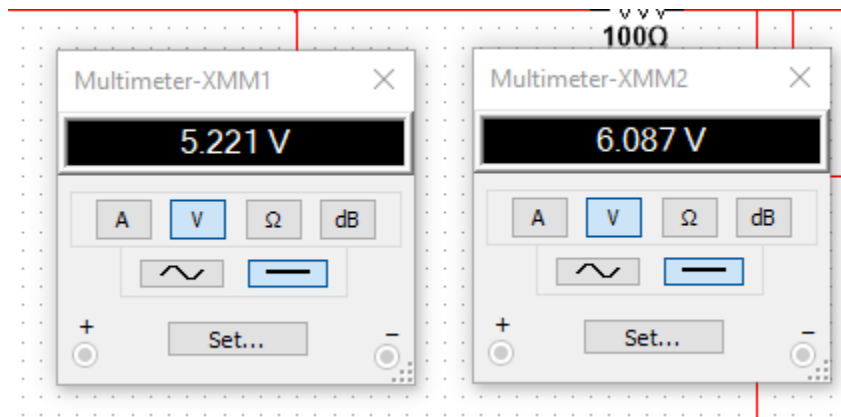 100Ω
Multimeter-XMM1
5.221 V
A V Ω dB
+ −
Set...
Multimeter-XMM2
6.087 V
A V Ω dB
+ −
Set...